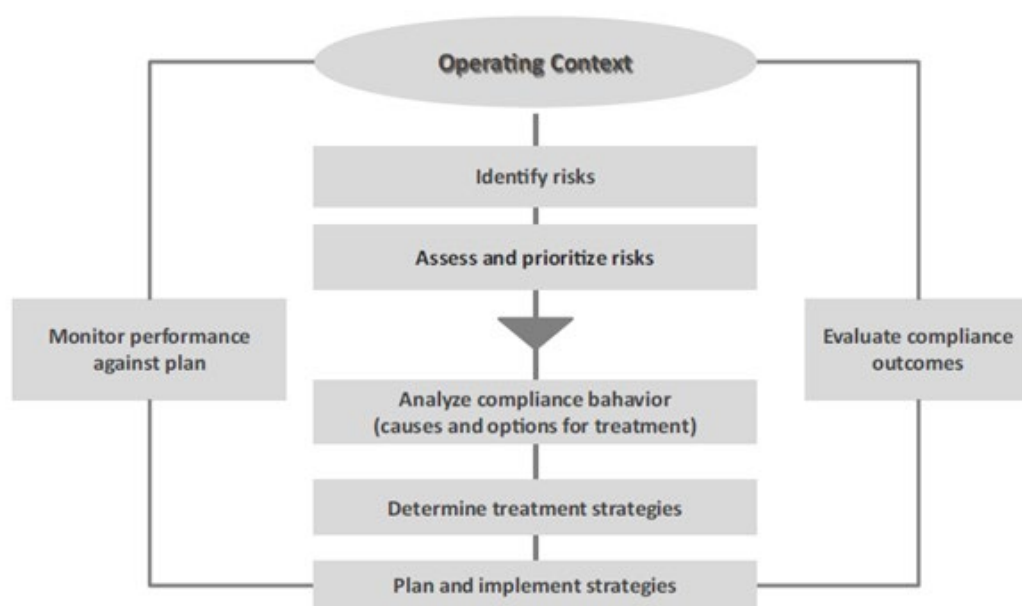 Operating Context
Identify risks
Assess and prioritize risks
Monitor performance
against plan
Evaluate compliance
outcomes
Analyze compliance bahavior
(causes and options for treatment)
Determine treatment strategies
Plan and implement strategies